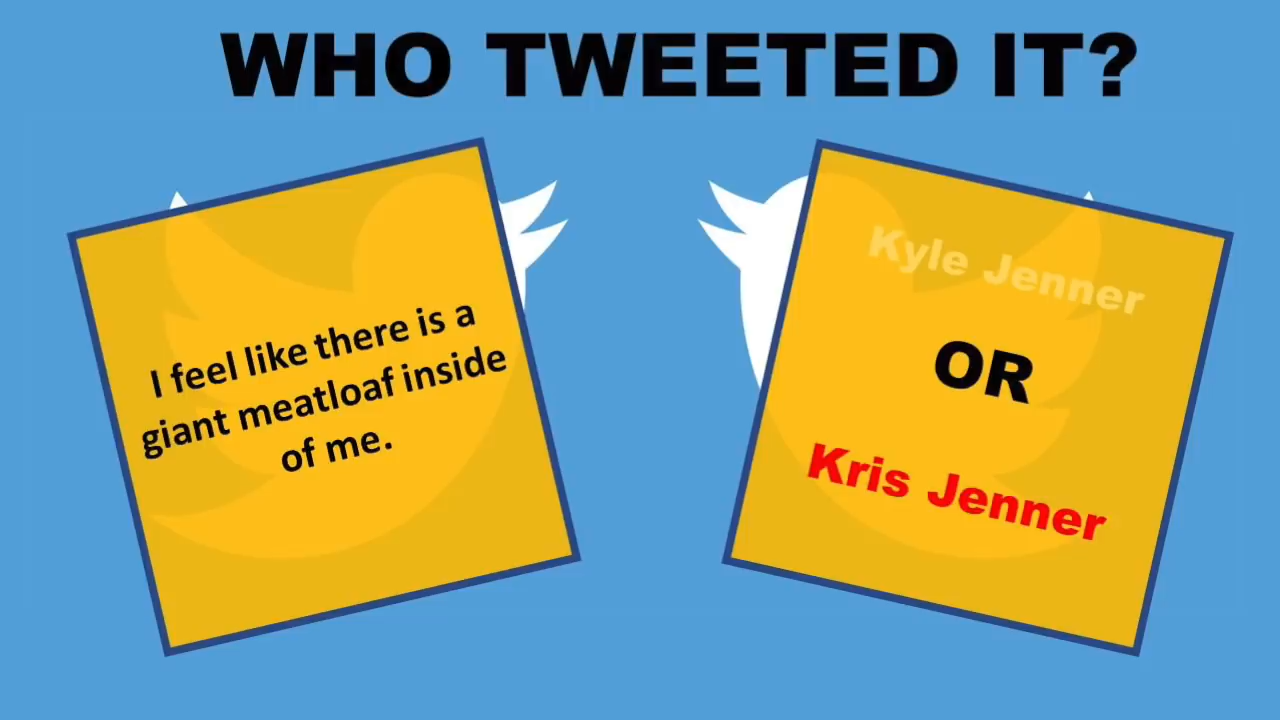 WHO TWEETED IT?
I feel like there is a
giant meatloaf inside
of me.
Kyle Jenner
OR
Kris Jenner